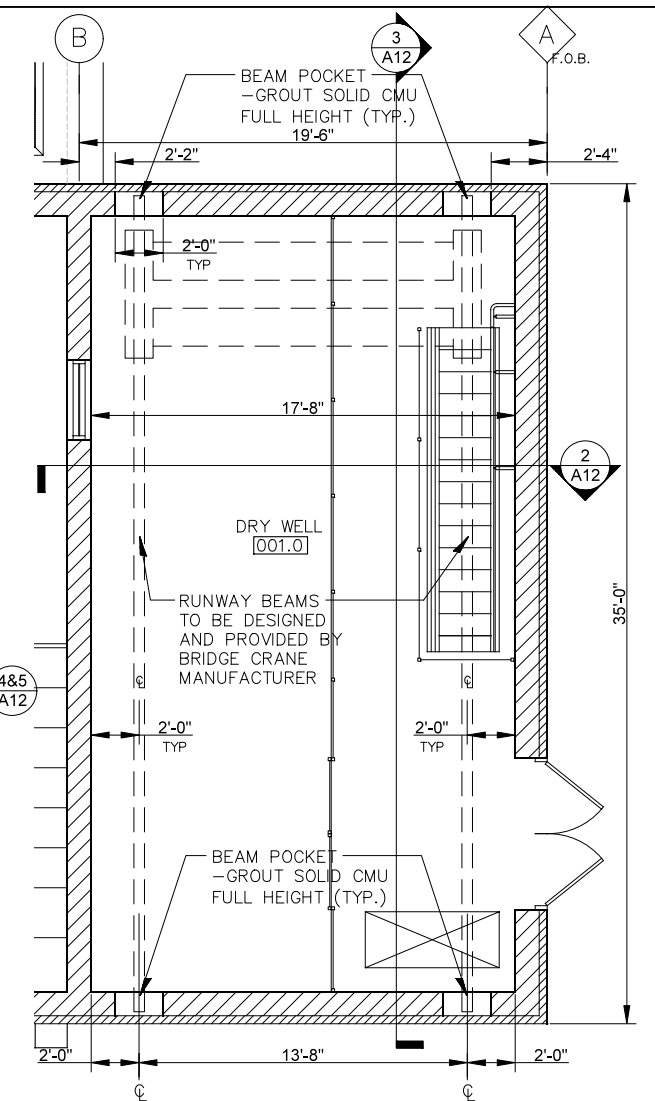 B
3
A12
A
F.O.B.
BEAM POCKET
-GROUT SOLID CMU
FULL HEIGHT (TYP.)
19'-6"
2'-2"
2'-4"
2'-0"
TYP
17'-8"
2
A12
DRY WELL
001.0
35'-0"
RUNWAY BEAMS
TO BE DESIGNED
AND PROVIDED BY
BRIDGE CRANE
MANUFACTURER
4&5
A12
℄
℄
2'-0"
TYP
2'-0"
TYP
BEAM POCKET
-GROUT SOLID CMU
FULL HEIGHT (TYP.)
2'-0"
13'-8"
2'-0"
℄
℄